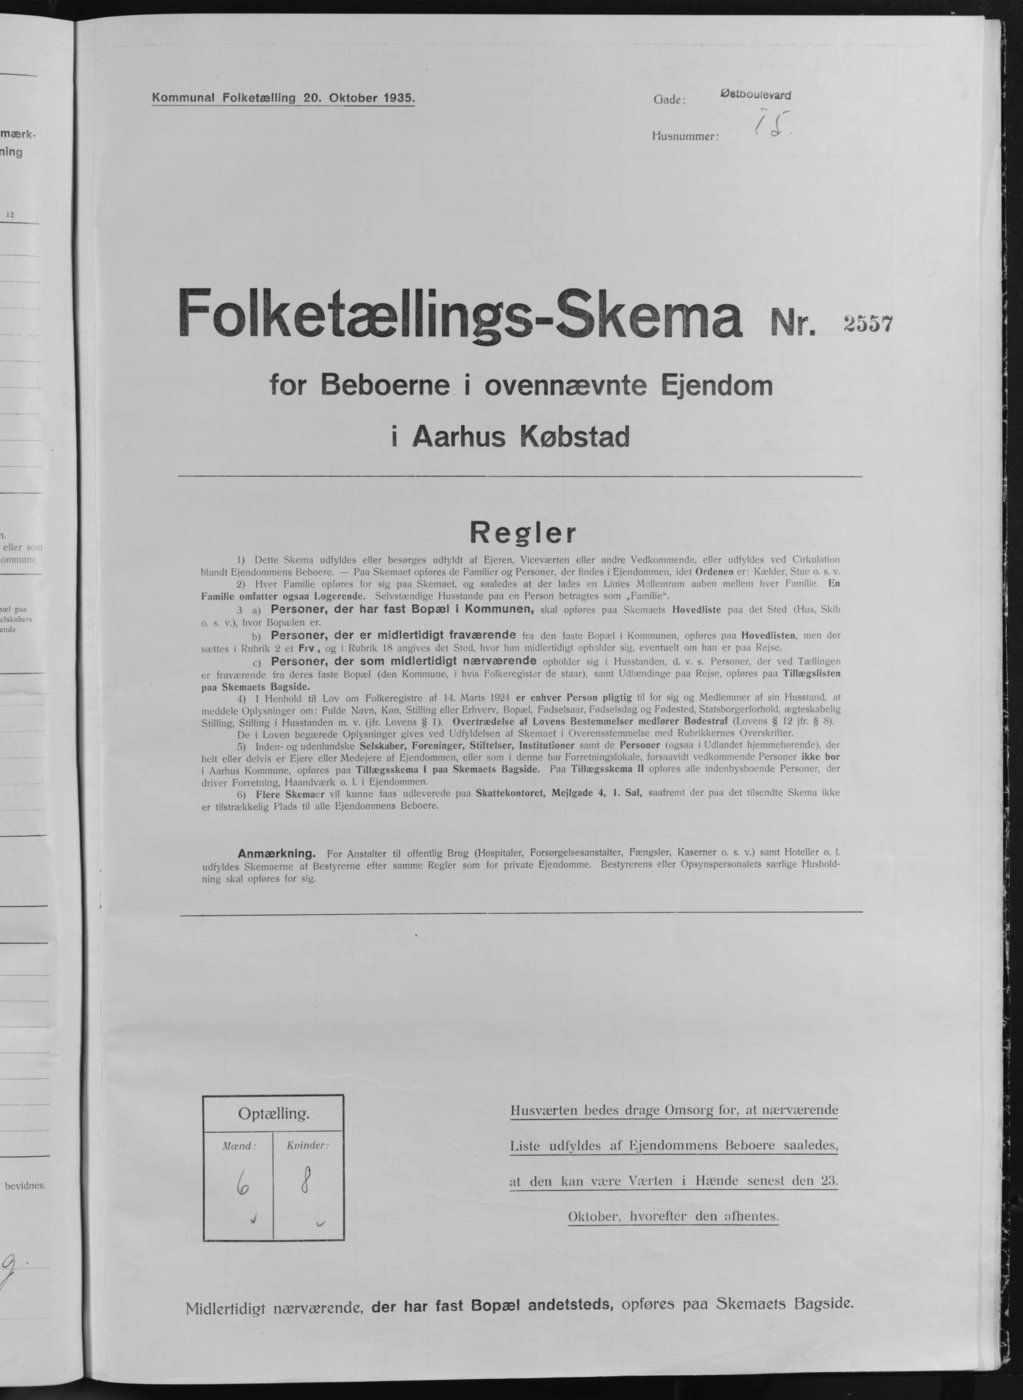 Kommunal Folketælling 20. Oktober 1935.
Gade: Østboulevard
Husnummer: 15.
mærk-
ning
12
Folketællings-Skema Nr. 2557
for Beboerne i ovennævnte Ejendom
i Aarhus Købstad
eller som
ommune.
pæl paa
elskabers
ende
Regler
1) Dette Skema udfyldes eller besørges udfyldt af Ejeren, Viceværten eller andre Vedkommende, eller udfyldes ved Cirkulation
blandt Ejendommens Beboere. — Paa Skemaet opføres de Familier og Personer, der findes i Ejendommen, idet Ordenen er: Kælder, Stue o. s. v.
2) Hver Familie opføres for sig paa Skemaet, og saaledes at der lades en Linies Mellemrum aaben mellem hver Familie. En
Familie omfatter ogsaa Logerende. Selvstændige Husstande paa en Person betragtes som „Familie".
3 a) Personer, der har fast Bopæl i Kommunen, skal opføres paa Skemaets Hovedliste paa det Sted (Hus, Skib
o. s. v.), hvor Bopælen er.
b) Personer, der er midlertidigt fraværende fra den faste Bopæl i Kommunen, opføres paa Hovedlisten, men der
sættes i Rubrik 2 et Frv., og i Rubrik 18 angives det Sted, hvor han midlertidigt opholder sig, eventuelt om han er paa Rejse.
c) Personer, der som midlertidigt nærværende opholder sig i Husstanden, d. v. s. Personer, der ved Tællingen
er fraværende fra deres faste Bopæl (den Kommune, i hvis Folkeregister de staar), samt Udlændinge paa Rejse, opføres paa Tillægslisten
paa Skemaets Bagside.
4) I Henhold til Lov om Folkeregistre af 14. Marts 1924 er enhver Person pligtig til for sig og Medlemmer af sin Husstand, at
meddele Oplysninger om: Fulde Navn, Køn, Stilling eller Erhverv, Bopæl, Fødselsaar, Fødselsdag og Fødested, Statsborgerforhold, ægteskabelig
Stilling, Stilling i Husstanden m. v. (jfr. Lovens § 1). Overtrædelse af Lovens Bestemmelser medfører Bødestraf (Lovens § 12 jfr. § 8).
De i Loven begærede Oplysninger gives ved Udfyldelsen af Skemaet i Overensstemmelse med Rubrikkernes Overskrifter.
5) Inden- og udenlandske Selskaber, Foreninger, Stiftelser, Institutioner samt de Personer (ogsaa i Udlandet hjemmehørende), der
helt eller delvis er Ejere eller Medejere af Ejendommen, eller som i denne har Forretningslokale, forsaavidt vedkommende Personer ikke bor
i Aarhus Kommune, opføres paa Tillægsskema I paa Skemaets Bagside. Paa Tillægsskema II opføres alle indenbysboende Personer, der
driver Forretning, Haandværk o. l. i Ejendommen.
6) Flere Skemaer vil kunne faas udleverede paa Skattekontoret, Mejlgade 4, 1. Sal, saafremt der paa det tilsendte Skema ikke
er tilstrækkelig Plads til alle Ejendommens Beboere.
Anmærkning. For Anstalter til offentlig Brug (Hospitaler, Forsørgelsesanstalter, Fængsler, Kaserner o. s. v.) samt Hoteller o. l.
udfyldes Skemaerne af Bestyrerne efter samme Regler som for private Ejendomme. Bestyrerens eller Opsynspersonalets særlige Hushold-
ning skal opføres for sig.
Optælling.
Mænd: Kvinder:
6 8
bevidnes.
Husværten bedes drage Omsorg for, at nærværende
Liste udfyldes af Ejendommens Beboere saaledes,
at den kan være Værten i Hænde senest den 23.
Oktober, hvorefter den afhentes.
Midlertidigt nærværende, der har fast Bopæl andetsteds, opføres paa Skemaets Bagside.